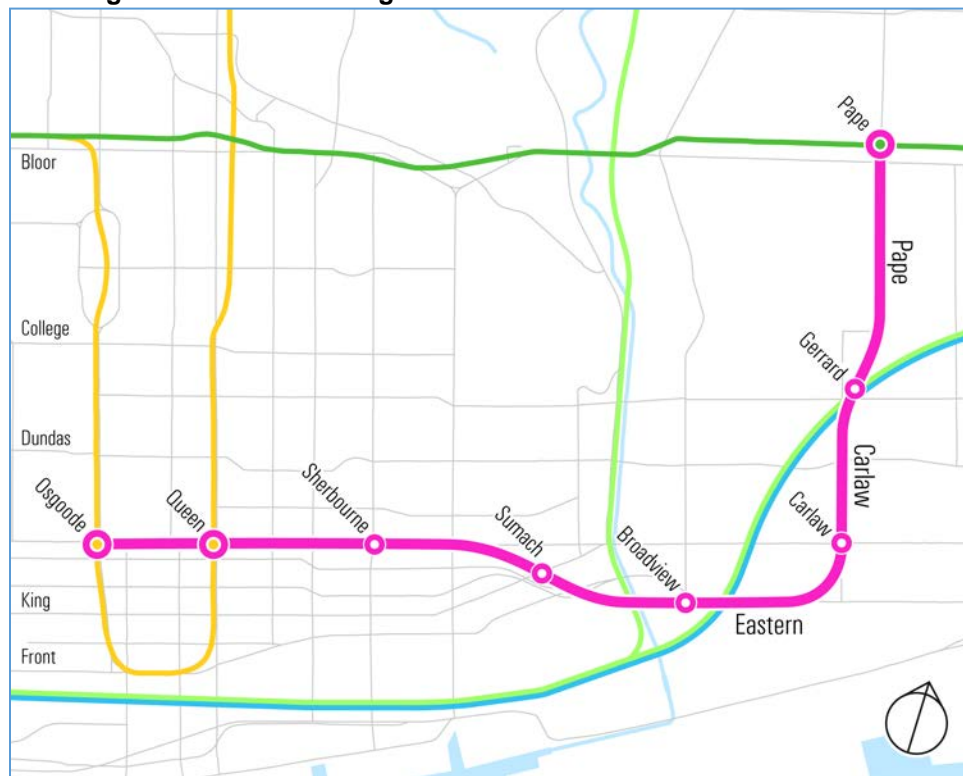 Pape
Bloor
Pape
College
Gerrard
Dundas
Carlaw
Osgoode
Queen
Sherbourne
Sumach
Broadview
Carlaw
King
Eastern
Front